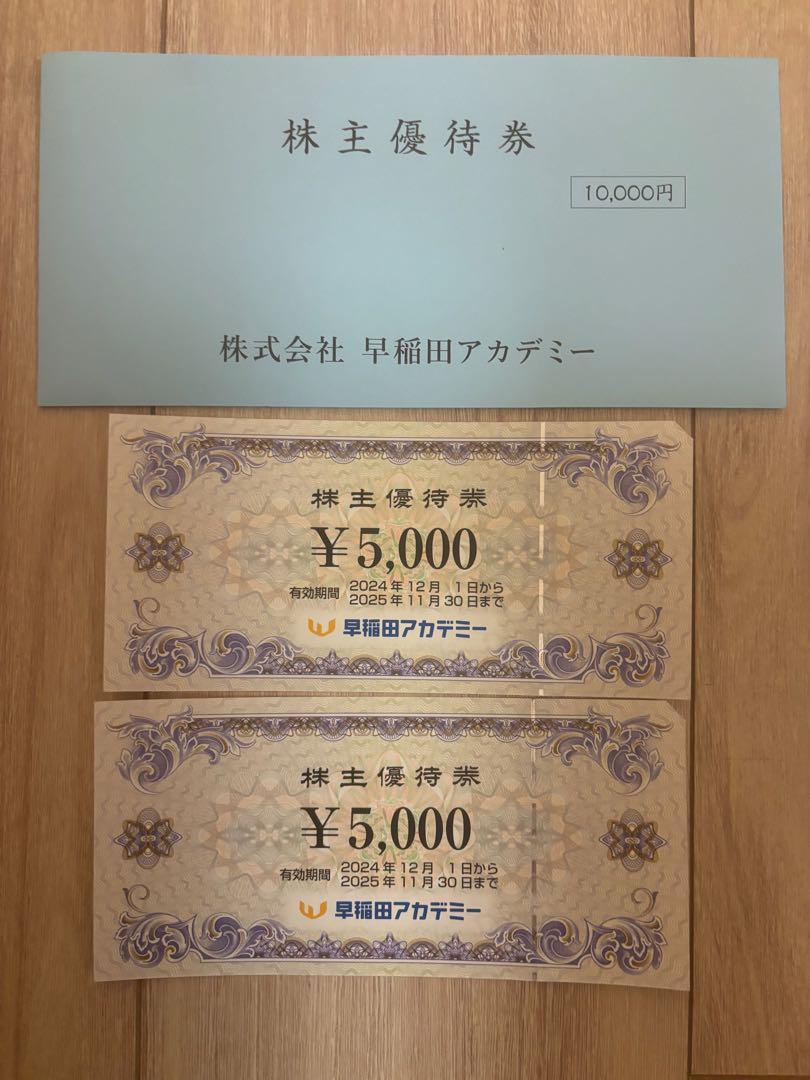 株主優待券
10,000円
株式会社 早稲田アカデミー
株主優待券
¥5,000
有効期間 2024年12月 1日から
2025年11月30日まで
早稲田アカデミー
株主優待券
¥5,000
有効期間 2024年12月 1日から
2025年11月30日まで
早稲田アカデミー